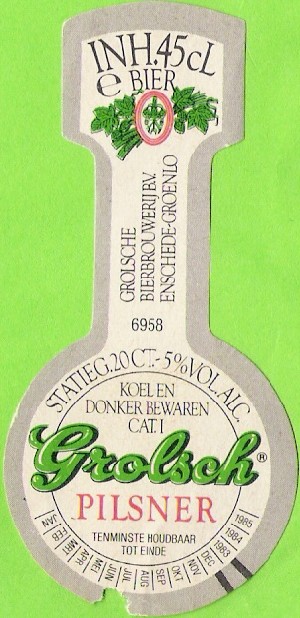 INH.45cL
e BIER
GROLSCHE
BIERBROUWERIJ B.V.
ENSCHEDE-GROENLO
6958
STATIEG.20 CT.-5% VOL.ALC.
KOEL EN
DONKER BEWAREN
CAT. I
Grolsch®
PILSNER
TENMINSTE HOUDBAAR
TOT EINDE
JAN FEB MRT APR MEI JUNI JULI AUG SEP OKT NOV DEC 1983 1984 1985